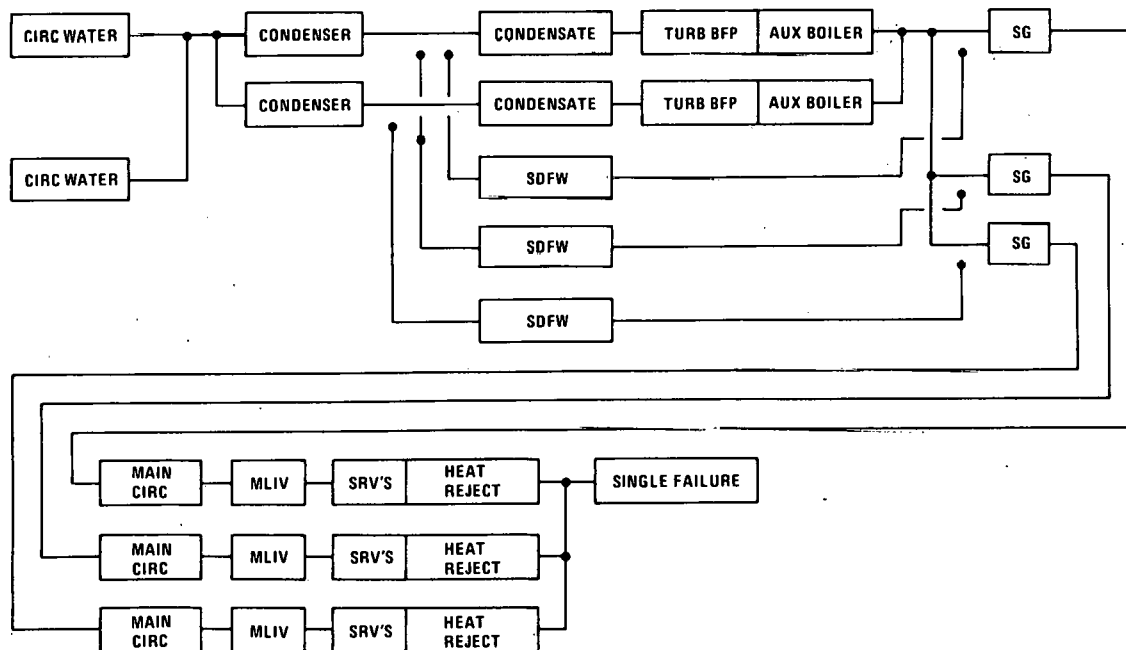 CIRC WATER
CONDENSER
CONDENSATE
TURB BFP
AUX BOILER
SG
CONDENSER
CONDENSATE
TURB BFP
AUX BOILER
CIRC WATER
SDFW
SG
SDFW
SG
SDFW
MAIN
CIRC
MLIV
SRV'S
HEAT
REJECT
SINGLE FAILURE
MAIN
CIRC
MLIV
SRV'S
HEAT
REJECT
MAIN
CIRC
MLIV
SRV'S
HEAT
REJECT